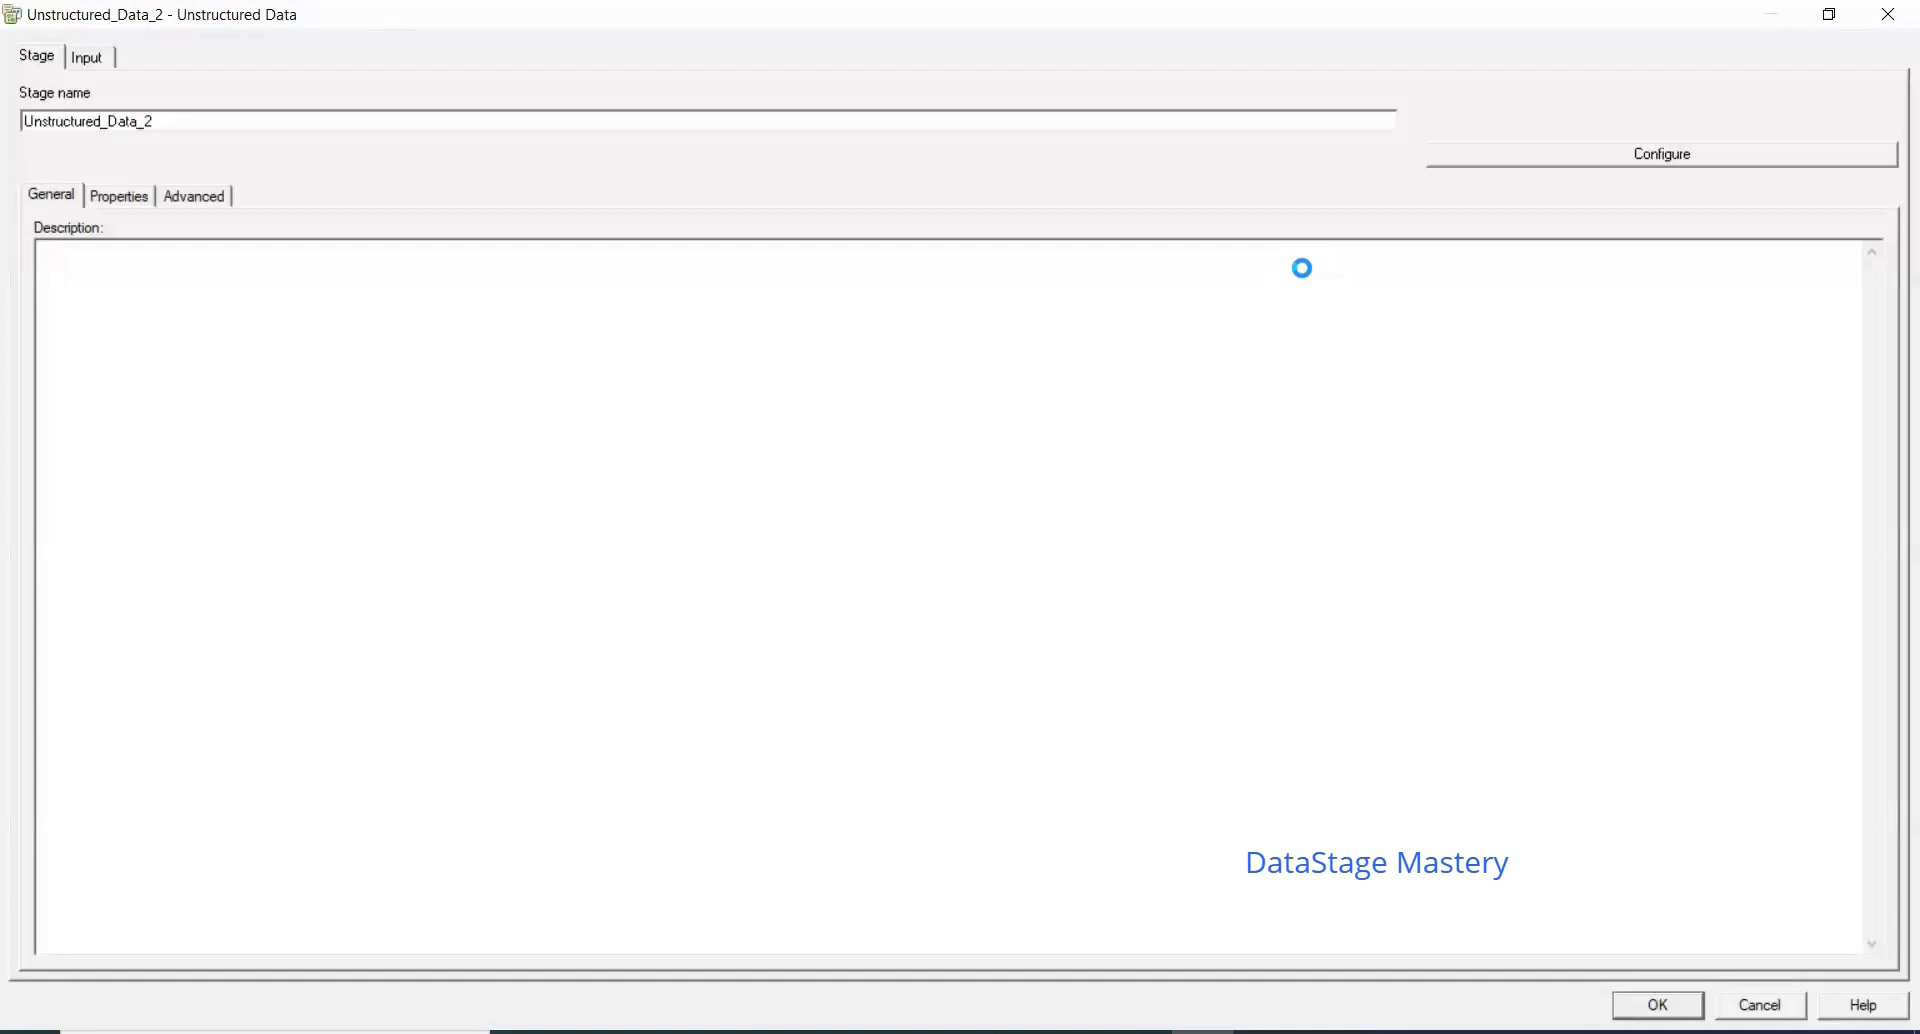 Unstructured_Data_2 - Unstructured Data
Stage
Input
Stage name
Unstructured_Data_2
Configure
General
Properties
Advanced
Description:
DataStage Mastery
OK
Cancel
Help